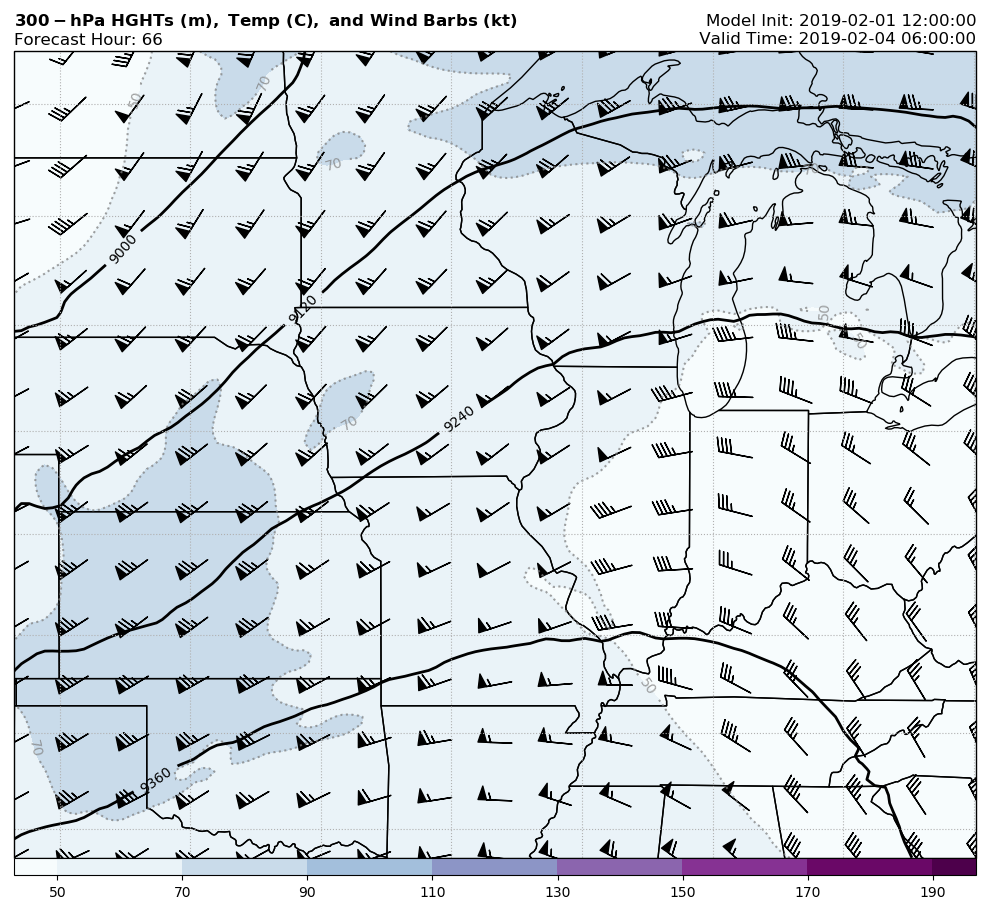 300-hPa HGHTs (m), Temp (C), and Wind Barbs (kt)
Model Init: 2019-02-01 12:00:00
Forecast Hour: 66
Valid Time: 2019-02-04 06:00:00
70
50
70
70
9000
9120
50
70
9240
50
70
9360
50 70 90 110 130 150 170 190